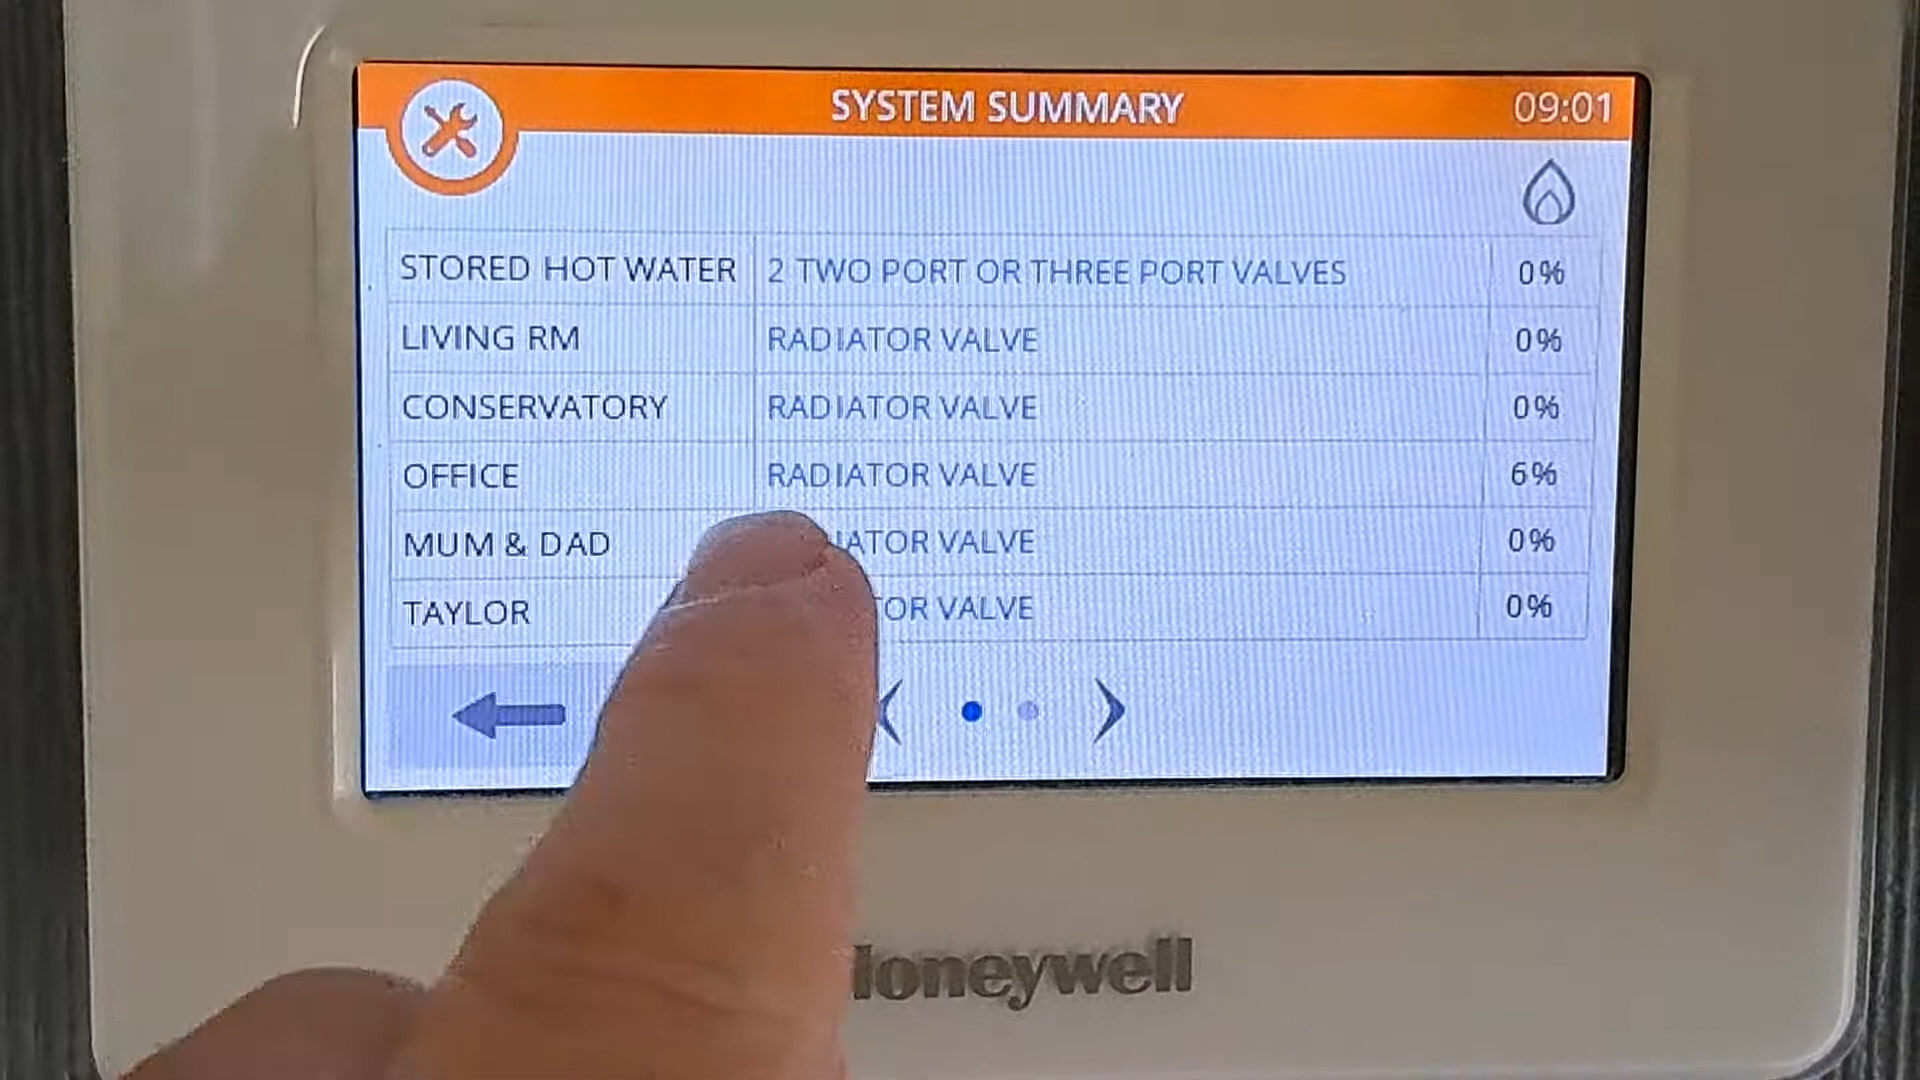 SYSTEM SUMMARY 09:01
STORED HOT WATER 2 TWO PORT OR THREE PORT VALVES 0%
LIVING RM RADIATOR VALVE 0%
CONSERVATORY RADIATOR VALVE 0%
OFFICE RADIATOR VALVE 6%
MUM & DAD IATOR VALVE 0%
TAYLOR TOR VALVE 0%
Honeywell